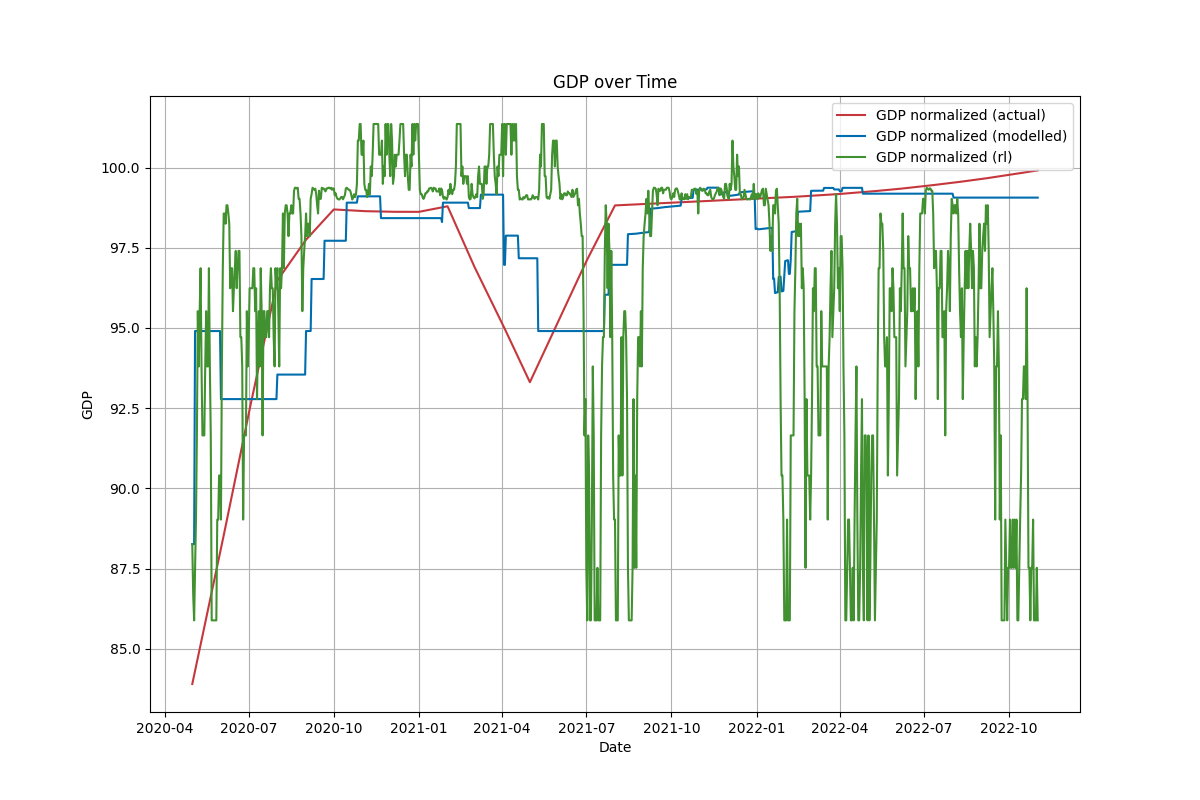 GDP over Time
GDP normalized (actual)
GDP normalized (modelled)
GDP normalized (rl)
GDP
100.0
97.5
95.0
92.5
90.0
87.5
85.0
2020-04 2020-07 2020-10 2021-01 2021-04 2021-07 2021-10 2022-01 2022-04 2022-07 2022-10
Date